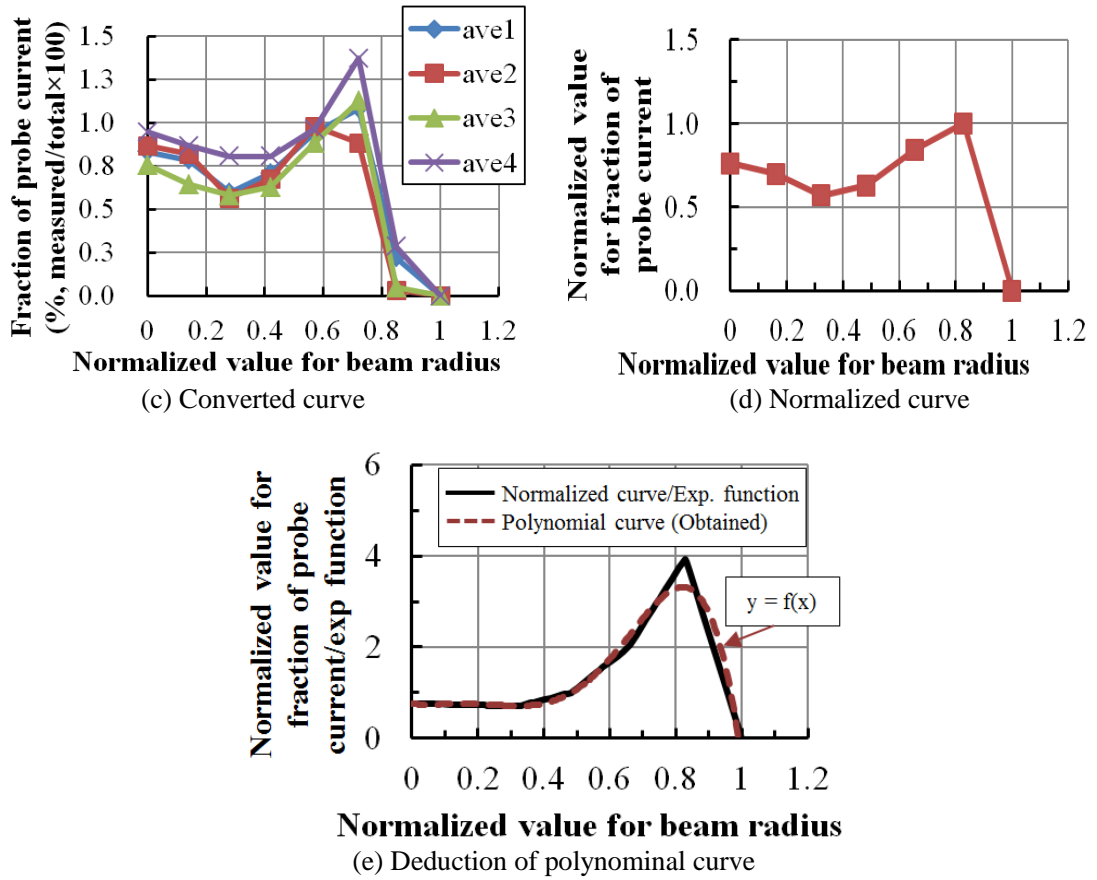 Fraction of probe current
(%, measured/total×100)
1.5
1.3
1.0
0.8
0.5
0.3
0.0
0 0.2 0.4 0.6 0.8 1 1.2
ave1
ave2
ave3
ave4
Normalized value for beam radius
(c) Converted curve
Normalized value
for fraction of
probe current
1.5
1.0
0.5
0.0
0 0.2 0.4 0.6 0.8 1 1.2
Normalized value for beam radius
(d) Normalized curve
Normalized value for
fraction of probe
current/exp function
6
4
2
0
0 0.2 0.4 0.6 0.8 1 1.2
Normalized curve/Exp. function
Polynomial curve (Obtained)
y = f(x)
Normalized value for beam radius
(e) Deduction of polynominal curve